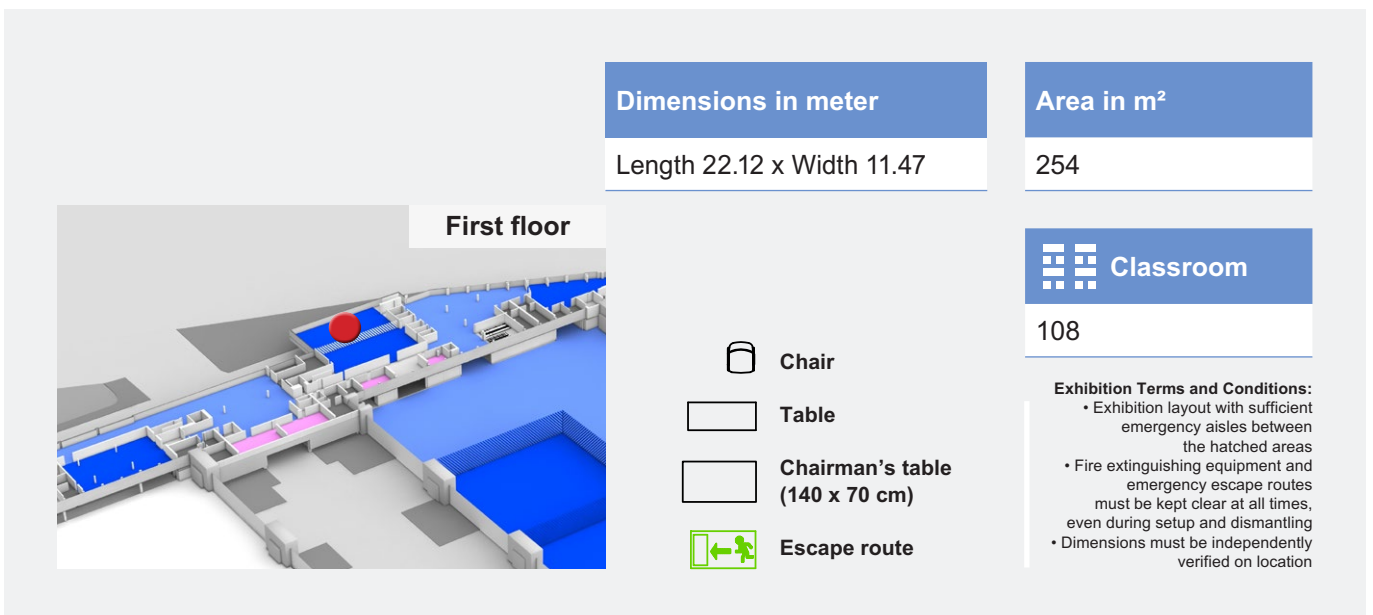 Dimensions in meter
Length 22.12 x Width 11.47
Area in m²
254
First floor
Classroom
108
Chair
Table
Chairman’s table
(140 x 70 cm)
Escape route
Exhibition Terms and Conditions:
• Exhibition layout with sufficient
emergency aisles between
the hatched areas
• Fire extinguishing equipment and
emergency escape routes
must be kept clear at all times,
even during setup and dismantling
• Dimensions must be independently
verified on location